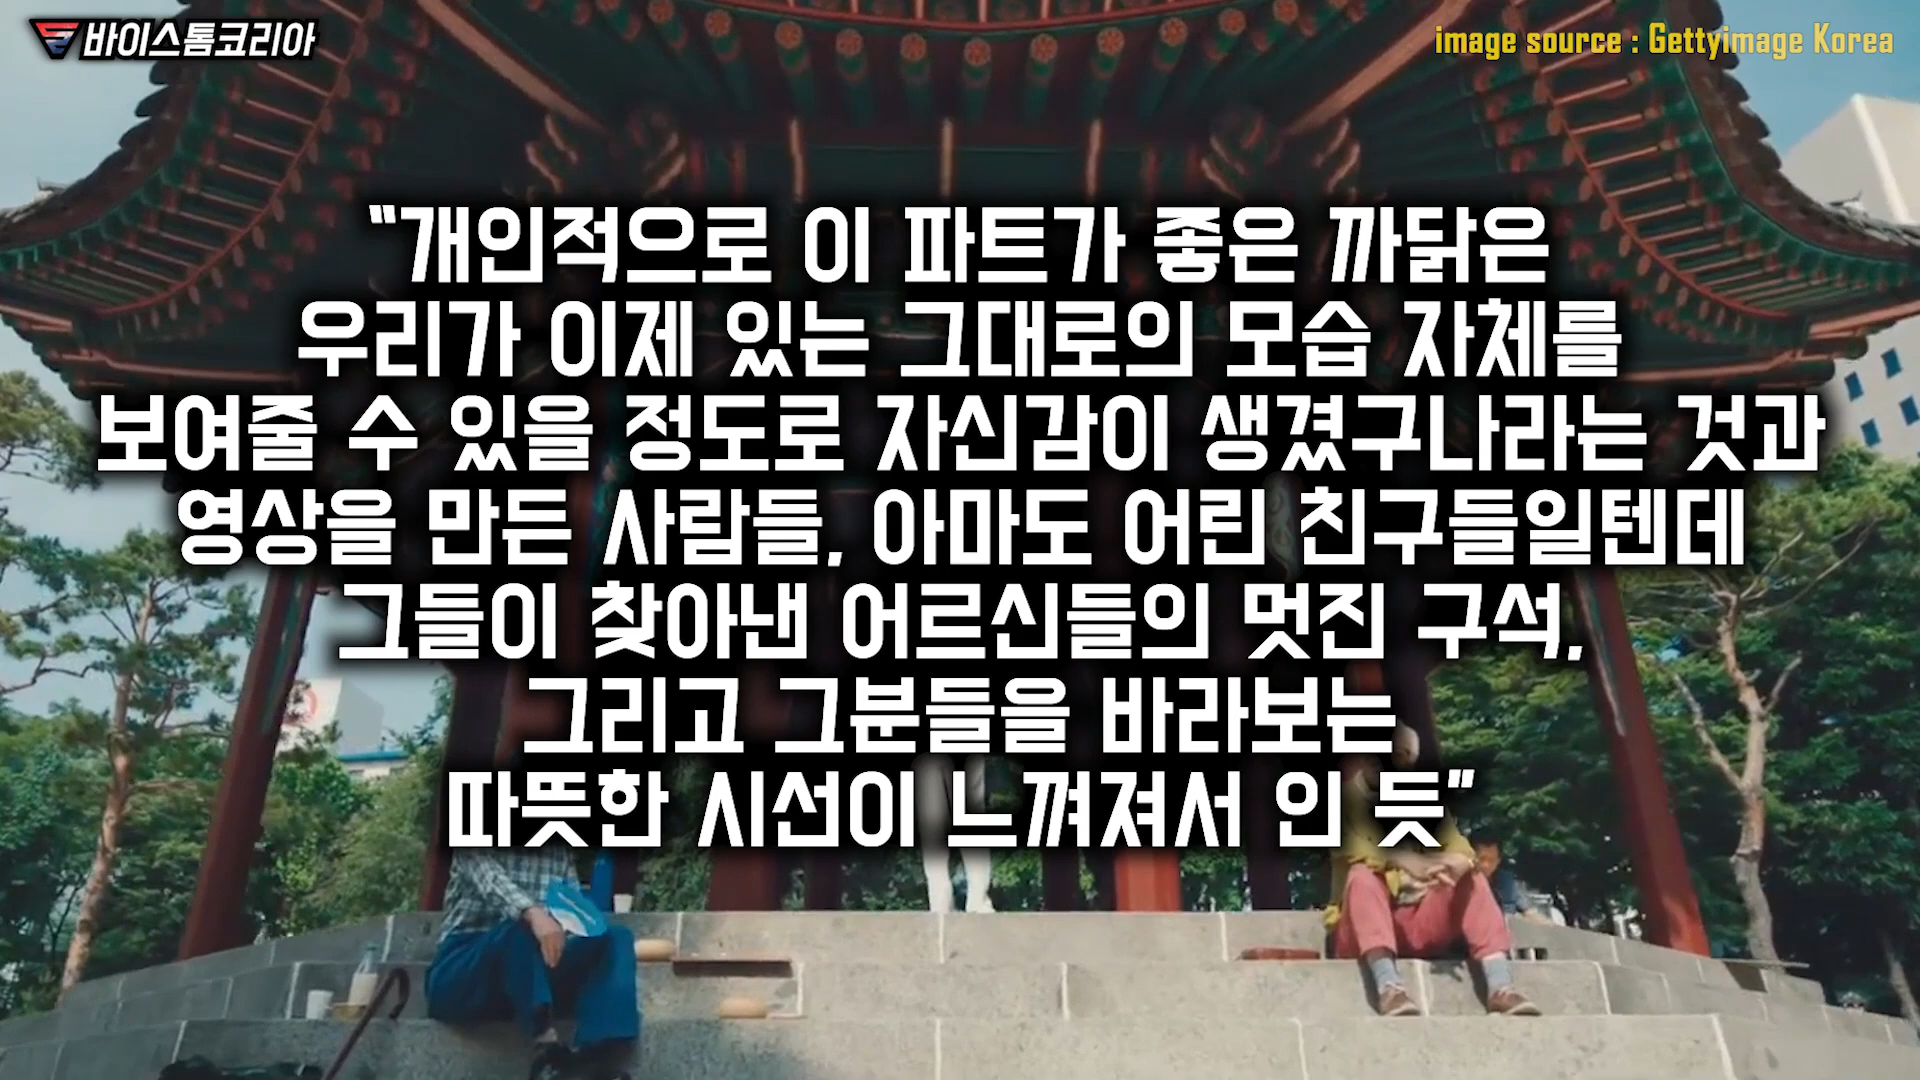 바이스톰코리아
image source : Gettyimage Korea
"개인적으로 이 파트가 좋은 까닭은
우리가 이제 있는 그대로의 모습 자체를
보여줄 수 있을 정도로 자신감이 생겼구나라는 것과
영상을 만든 사람들, 아마도 어린 친구들일텐데
그들이 찾아낸 어르신들의 멋진 구석,
그리고 그분들을 바라보는
따뜻한 시선이 느껴져서 인 듯"